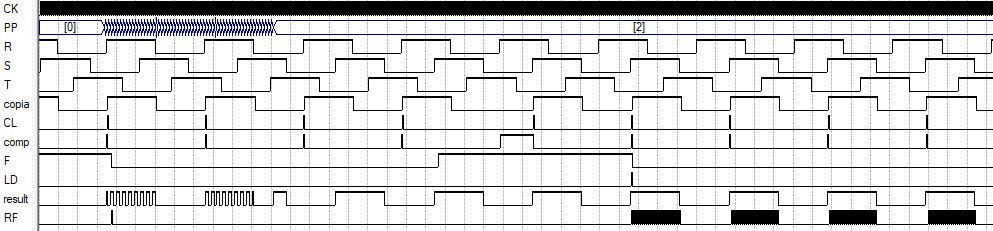 CK
PP [0] [2]
R
S
T
copia
CL
comp
F
LD
result
RF